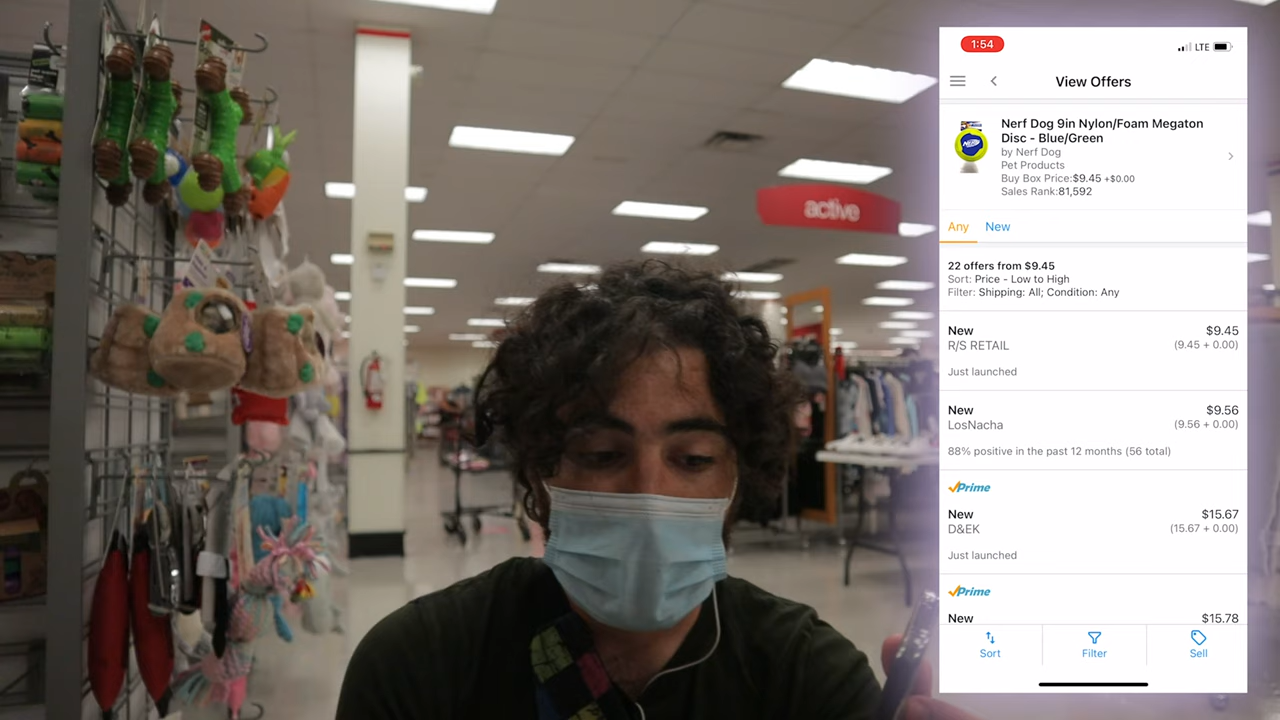 active
1:54
LTE
View Offers
Nerf Dog 9in Nylon/Foam Megaton
Disc - Blue/Green
by Nerf Dog
Pet Products
Buy Box Price:$9.45 +$0.00
Sales Rank:81,592
Any New
22 offers from $9.45
Sort: Price - Low to High
Filter: Shipping: All; Condition: Any
New $9.45
R/S RETAIL (9.45 + 0.00)
Just launched
New $9.56
LosNacha (9.56 + 0.00)
88% positive in the past 12 months (56 total)
Prime
New $15.67
D&EK (15.67 + 0.00)
Just launched
Prime
New $15.78
Sort Filter Sell